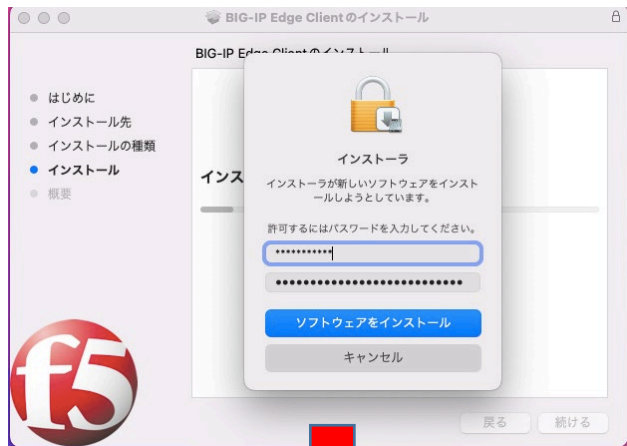 BIG-IP Edge Clientのインストール
BIG-IP Edge Clientのインストール
はじめに
インストール先
インストールの種類
インストール
概要
インス
インストーラ
インストーラが新しいソフトウェアをインスト
ールしようとしています。
許可するにはパスワードを入力してください。
***********
••••••••••••••••••••••••••••
ソフトウェアをインストール
キャンセル
f5
戻る
続ける